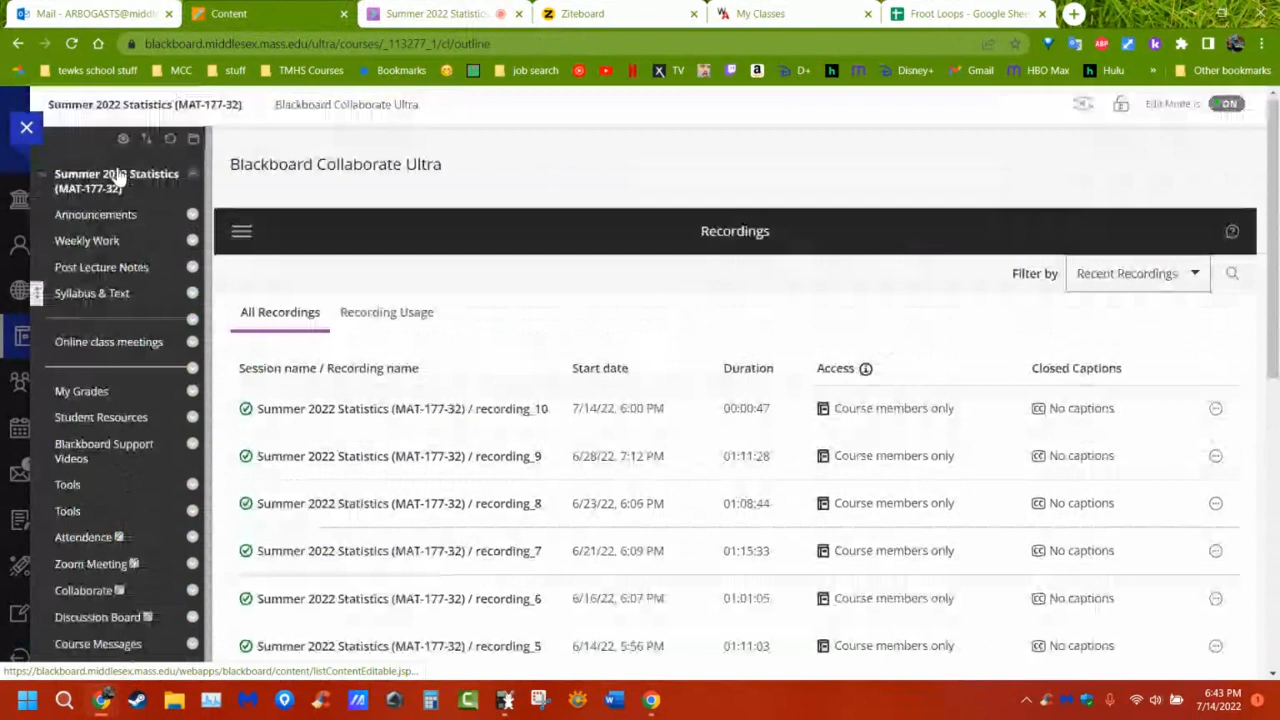 Mail - ARBOGASTS@middl
Content
Summer 2022 Statistics
Ziteboard
My Classes
Froot Loops - Google Shee
blackboard.middlesex.mass.edu/ultra/courses/_113277_1/cl/outline
tewks school stuff
MCC
stuff
TMHS Courses
Bookmarks
job search
TV
D+
Disney+
Gmail
HBO Max
Hulu
»
Other bookmarks
Summer 2022 Statistics (MAT-177-32)
Blackboard Collaborate Ultra
Edit Mode is
ON
Summer 2022 Statistics
(MAT-177-32)
Announcements
Weekly Work
Post Lecture Notes
Syllabus & Text
Online class meetings
My Grades
Student Resources
Blackboard Support
Videos
Tools
Tools
Attendence
Zoom Meeting
Collaborate
Discussion Board
Course Messages
Blackboard Collaborate Ultra
Recordings
Filter by
Recent Recordings
All Recordings
Recording Usage
Session name / Recording name
Start date
Duration
Access
Closed Captions
Summer 2022 Statistics (MAT-177-32) / recording_10 7/14/22, 6:00 PM 00:00:47 Course members only No captions
Summer 2022 Statistics (MAT-177-32) / recording_9 6/28/22, 7:12 PM 01:11:28 Course members only No captions
Summer 2022 Statistics (MAT-177-32) / recording_8 6/23/22, 6:06 PM 01:08:44 Course members only No captions
Summer 2022 Statistics (MAT-177-32) / recording_7 6/21/22, 6:09 PM 01:15:33 Course members only No captions
Summer 2022 Statistics (MAT-177-32) / recording_6 6/16/22, 6:07 PM 01:01:05 Course members only No captions
Summer 2022 Statistics (MAT-177-32) / recording_5 6/14/22, 5:56 PM 01:11:03 Course members only No captions
https://blackboard.middlesex.mass.edu/webapps/blackboard/content/listContentEditable.jsp...
6:43 PM
7/14/2022